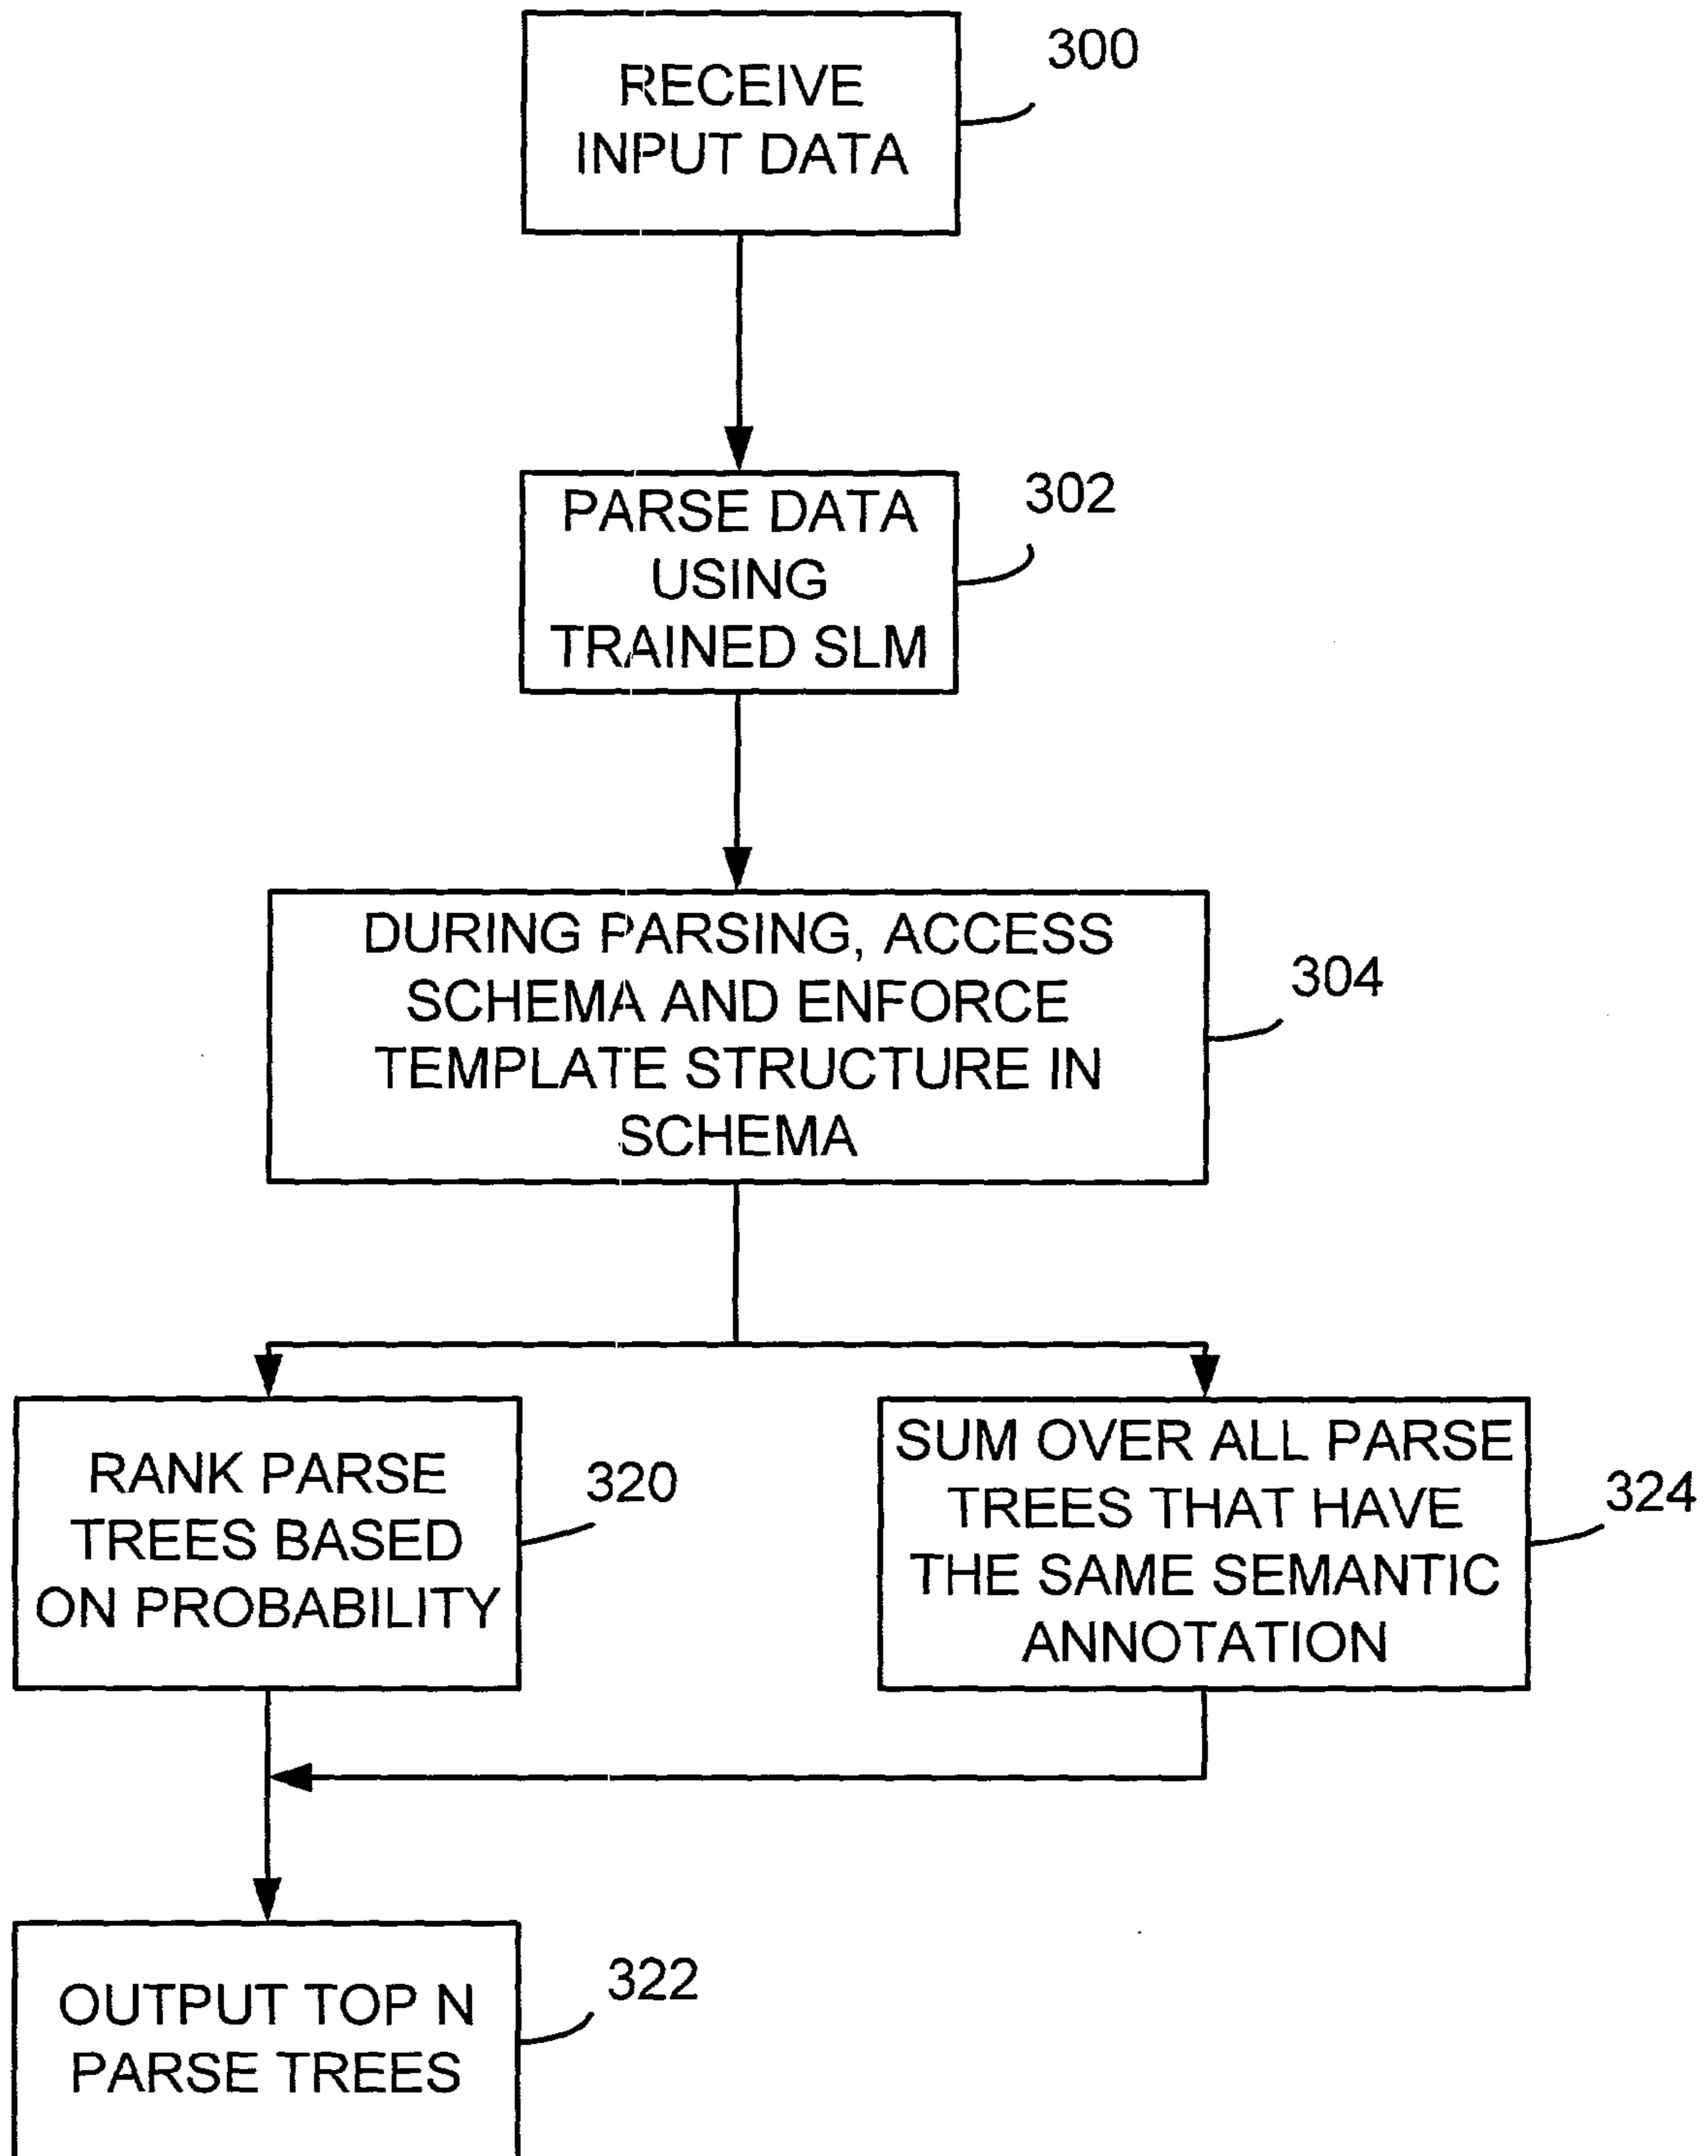 300
RECEIVE
INPUT DATA
302
PARSE DATA
USING
TRAINED SLM
304
DURING PARSING, ACCESS
SCHEMA AND ENFORCE
TEMPLATE STRUCTURE IN
SCHEMA
320
RANK PARSE
TREES BASED
ON PROBABILITY
324
SUM OVER ALL PARSE
TREES THAT HAVE
THE SAME SEMANTIC
ANNOTATION
322
OUTPUT TOP N
PARSE TREES